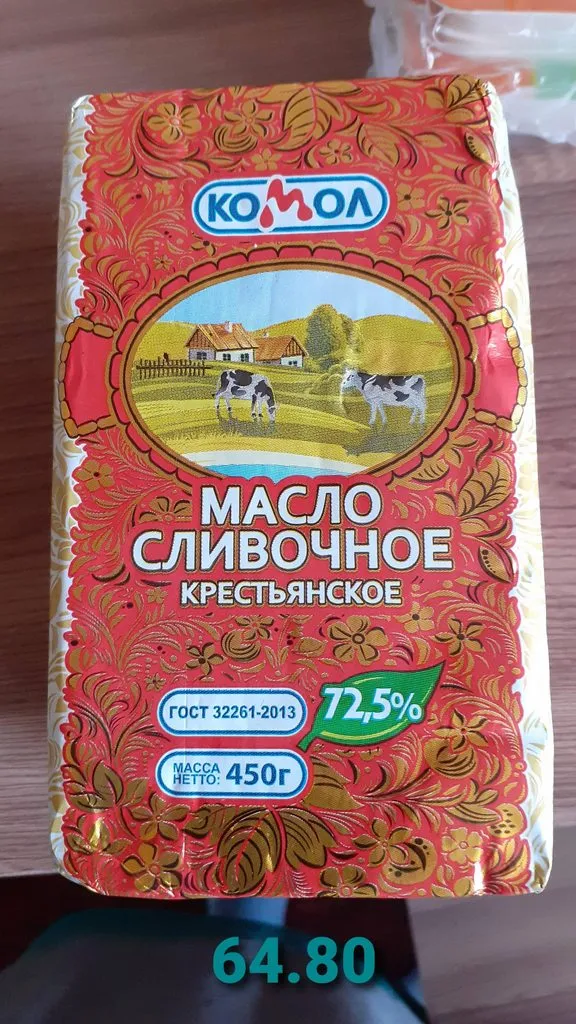 КОМОЛ
МАСЛО
СЛИВОЧНОЕ
КРЕСТЬЯНСКОЕ
ГОСТ 32261-2013
72,5%
МАССА
НЕТТО: 450г
64.80